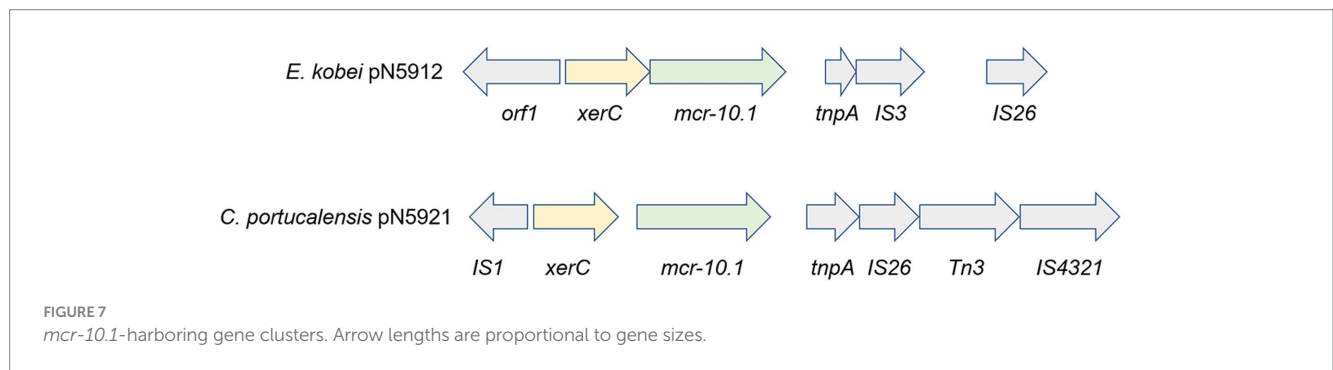 E. kobei pN5912
orf1 xerC mcr-10.1 tnpA IS3 IS26
C. portucalensis pN5921
IS1 xerC mcr-10.1 tnpA IS26 Tn3 IS4321
FIGURE 7
mcr-10.1-harboring gene clusters. Arrow lengths are proportional to gene sizes.